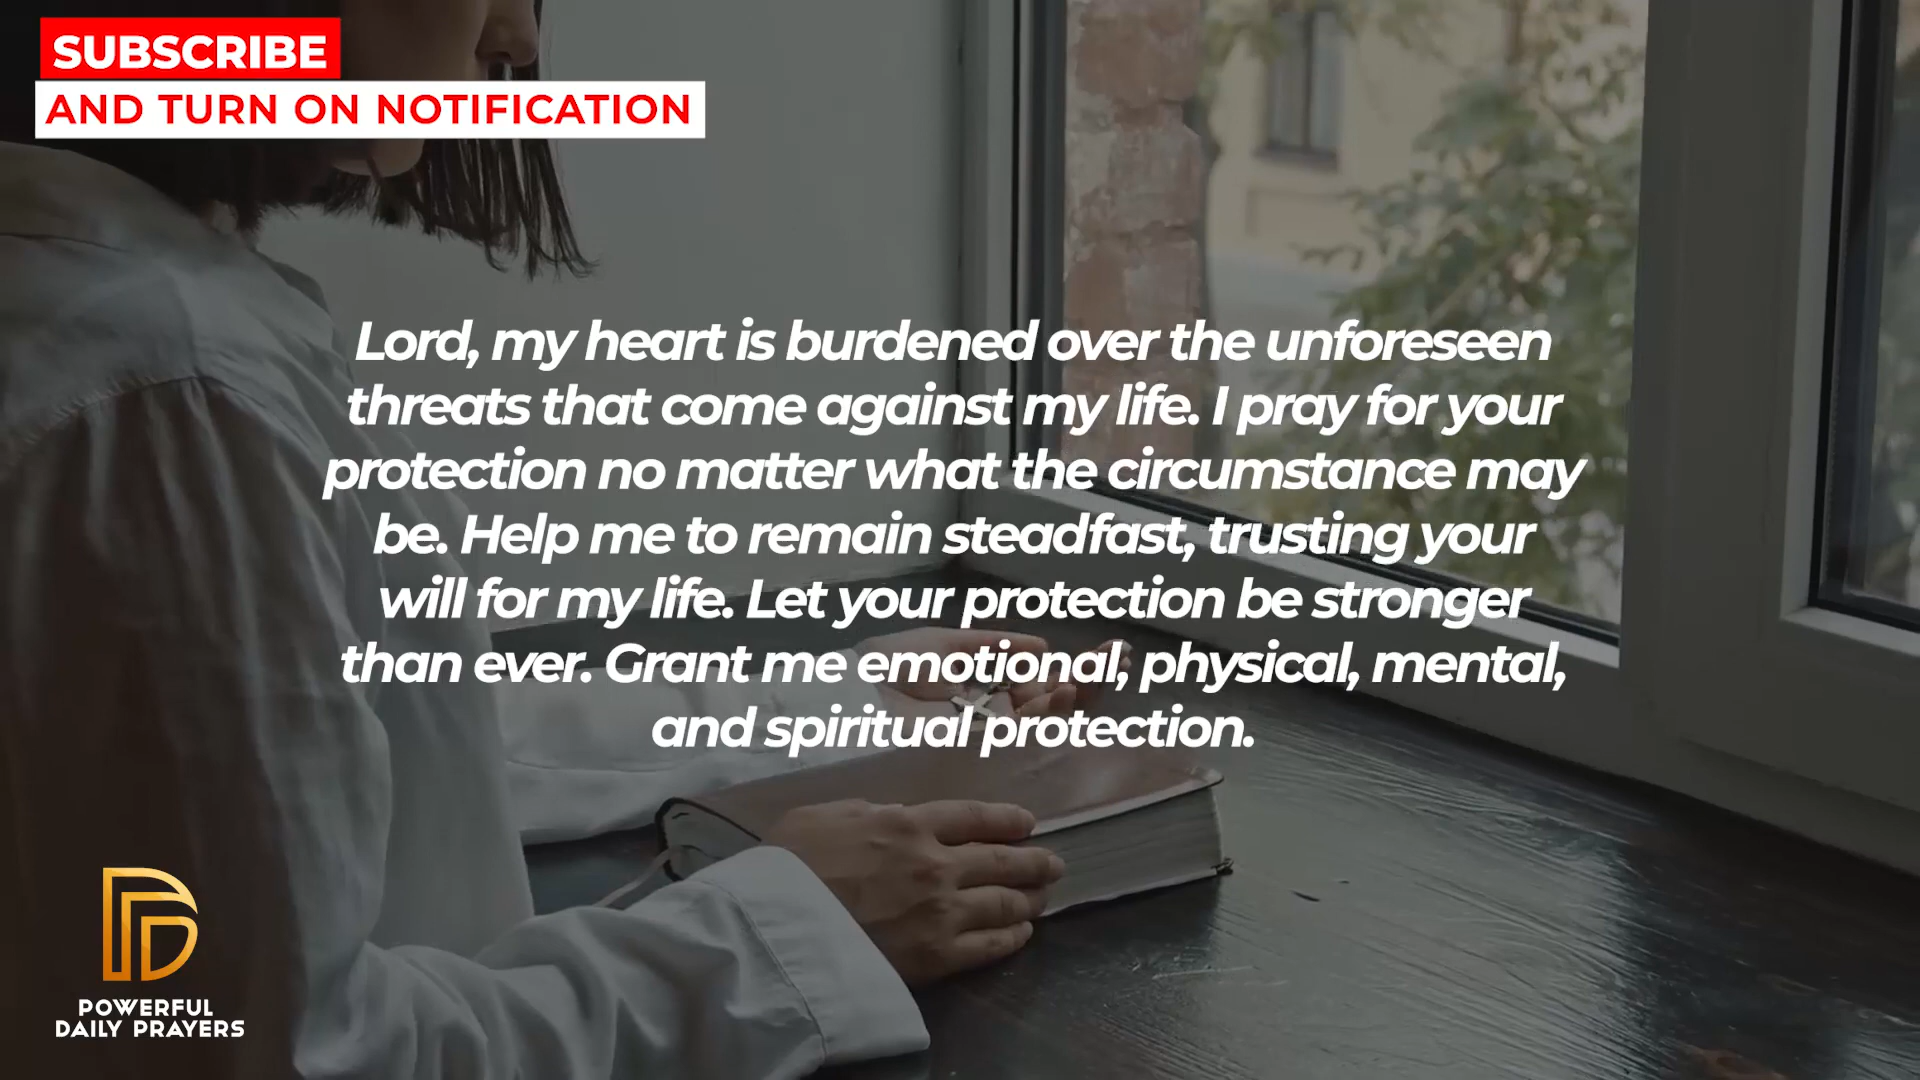 SUBSCRIBE
AND TURN ON NOTIFICATION
Lord, my heart is burdened over the unforeseen
threats that come against my life. I pray for your
protection no matter what the circumstance may
be. Help me to remain steadfast, trusting your
will for my life. Let your protection be stronger
than ever. Grant me emotional, physical, mental,
and spiritual protection.
POWERFUL
DAILY PRAYERS